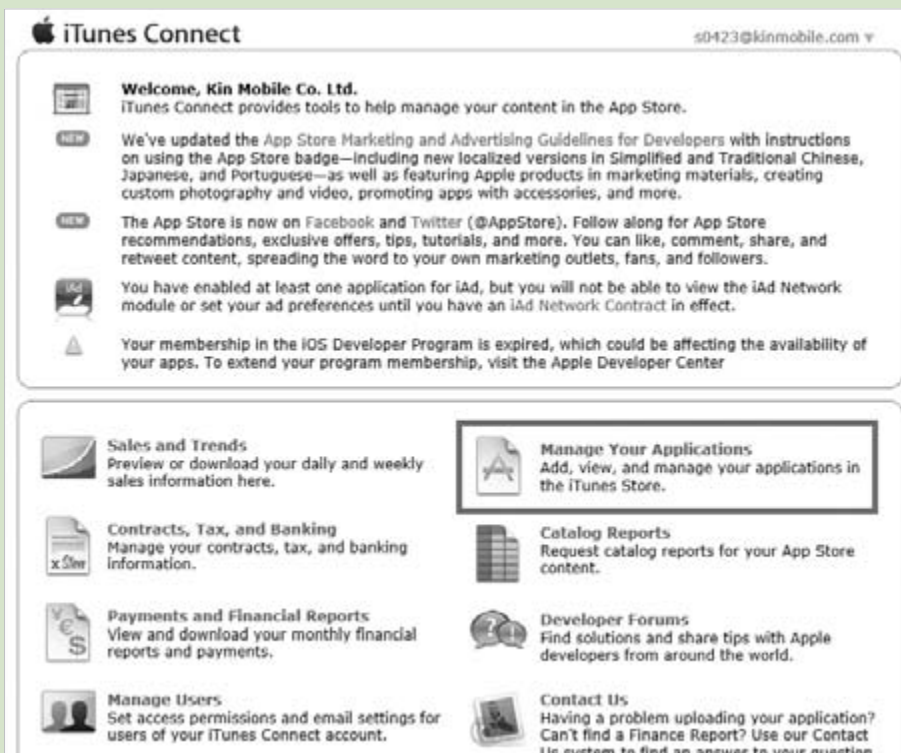 iTunes Connect
s0423@kinmobile.com
Welcome, Kin Mobile Co. Ltd.
iTunes Connect provides tools to help manage your content in the App Store.
NEW
We've updated the App Store Marketing and Advertising Guidelines for Developers with instructions
on using the App Store badge—including new localized versions in Simplified and Traditional Chinese,
Japanese, and Portuguese—as well as featuring Apple products in marketing materials, creating
custom photography and video, promoting apps with accessories, and more.
NEW
The App Store is now on Facebook and Twitter (@AppStore). Follow along for App Store
recommendations, exclusive offers, tips, tutorials, and more. You can like, comment, share, and
retweet content, spreading the word to your own marketing outlets, fans, and followers.
iAd
You have enabled at least one application for iAd, but you will not be able to view the iAd Network
module or set your ad preferences until you have an iAd Network Contract in effect.
Your membership in the iOS Developer Program is expired, which could be affecting the availability of
your apps. To extend your program membership, visit the Apple Developer Center
Sales and Trends
Preview or download your daily and weekly
sales information here.
Manage Your Applications
Add, view, and manage your applications in
the iTunes Store.
x Steve
Contracts, Tax, and Banking
Manage your contracts, tax, and banking
information.
Catalog Reports
Request catalog reports for your App Store
content.
¥ € $
Payments and Financial Reports
View and download your monthly financial
reports and payments.
Developer Forums
Find solutions and share tips with Apple
developers from around the world.
Manage Users
Set access permissions and email settings for
users of your iTunes Connect account.
Contact Us
Having a problem uploading your application?
Can't find a Finance Report? Use our Contact
Us system to find an answer to your question